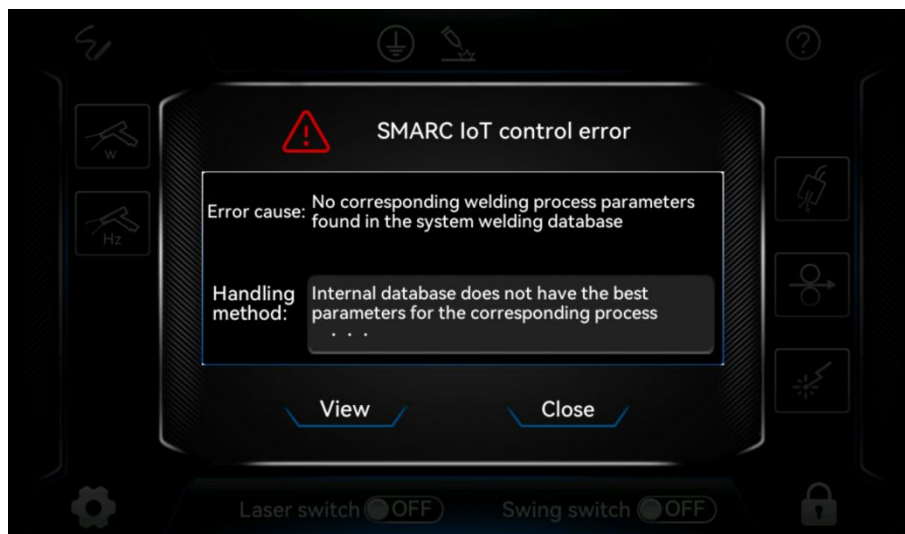 SMARC IoT control error
Error cause:
No corresponding welding process parameters
found in the system welding database
Handling
method:
Internal database does not have the best
parameters for the corresponding process
. . .
View
Close
W
Hz
Laser switch OFF
Swing switch OFF